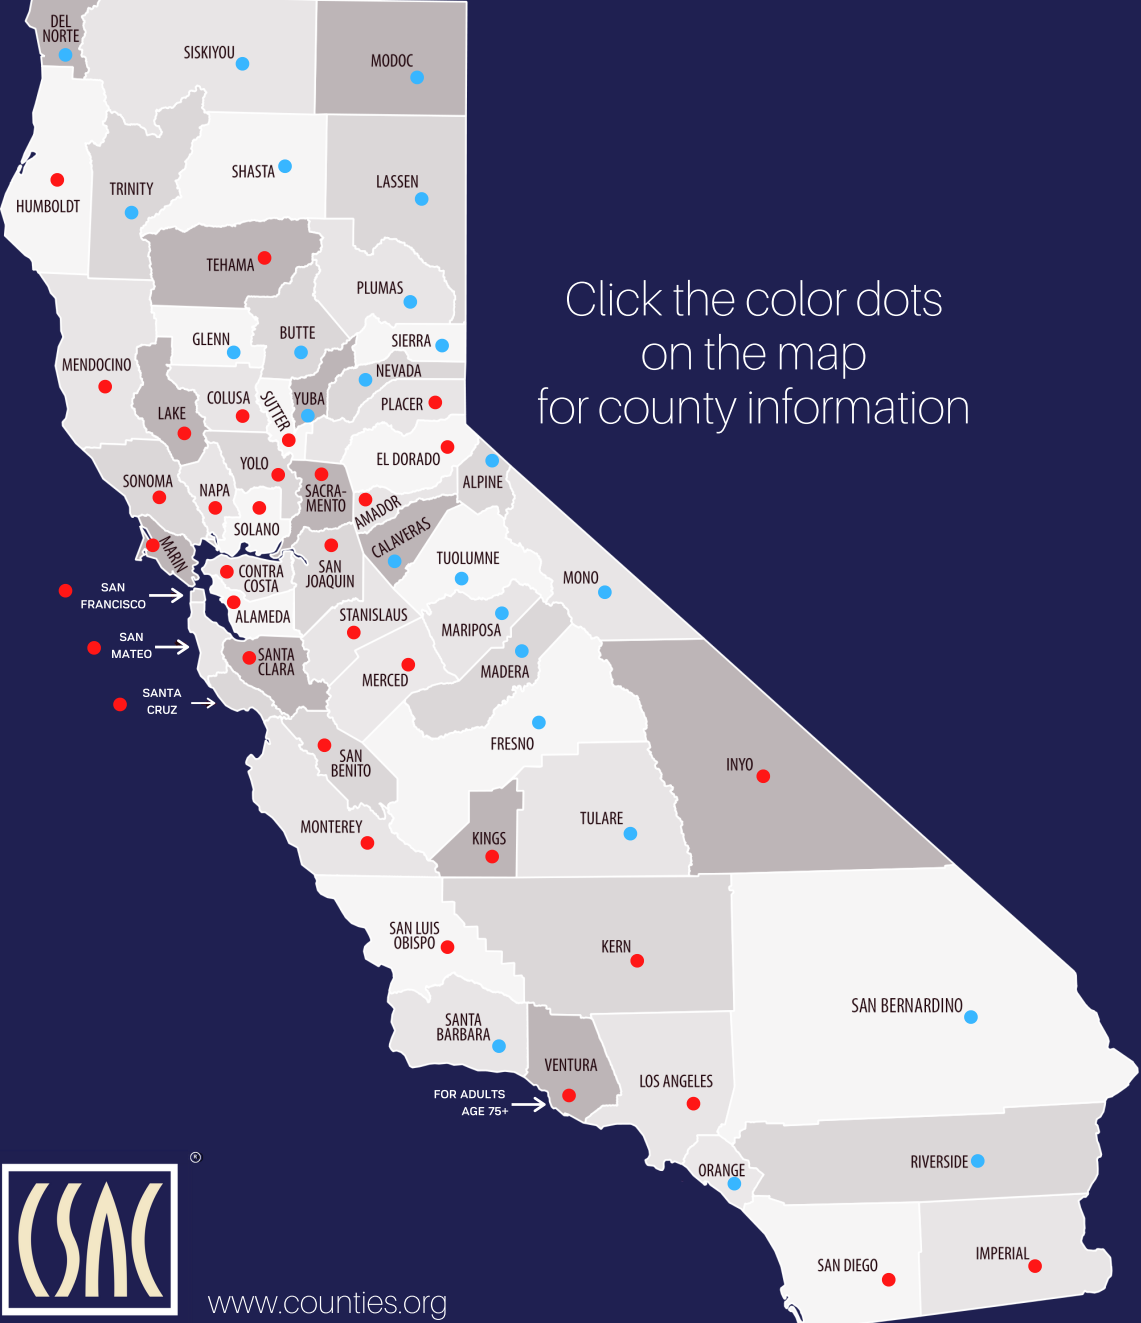 DEL
NORTE
SISKIYOU
MODOC
SHASTA
LASSEN
TRINITY
HUMBOLDT
TEHAMA
PLUMAS
Click the color dots
on the map
for county information
GLENN
BUTTE
SIERRA
MENDOCINO
NEVADA
COLUSA
SUTTER
YUBA
PLACER
LAKE
EL DORADO
YOLO
SONOMA
NAPA
SACRA-
MENTO
ALPINE
AMADOR
SOLANO
CALAVERAS
MARIN
TUOLUMNE
CONTRA
COSTA
SAN
JOAQUIN
MONO
SAN
FRANCISCO
ALAMEDA
STANISLAUS
MARIPOSA
SAN
MATEO
SANTA
CLARA
MADERA
MERCED
SANTA
CRUZ
FRESNO
SAN
BENITO
INYO
MONTEREY
KINGS
TULARE
SAN LUIS
OBISPO
KERN
SAN BERNARDINO
SANTA
BARBARA
VENTURA
LOS ANGELES
FOR ADULTS
AGE 75+
ORANGE
RIVERSIDE
®
CSAC
SAN DIEGO
IMPERIAL
www.counties.org